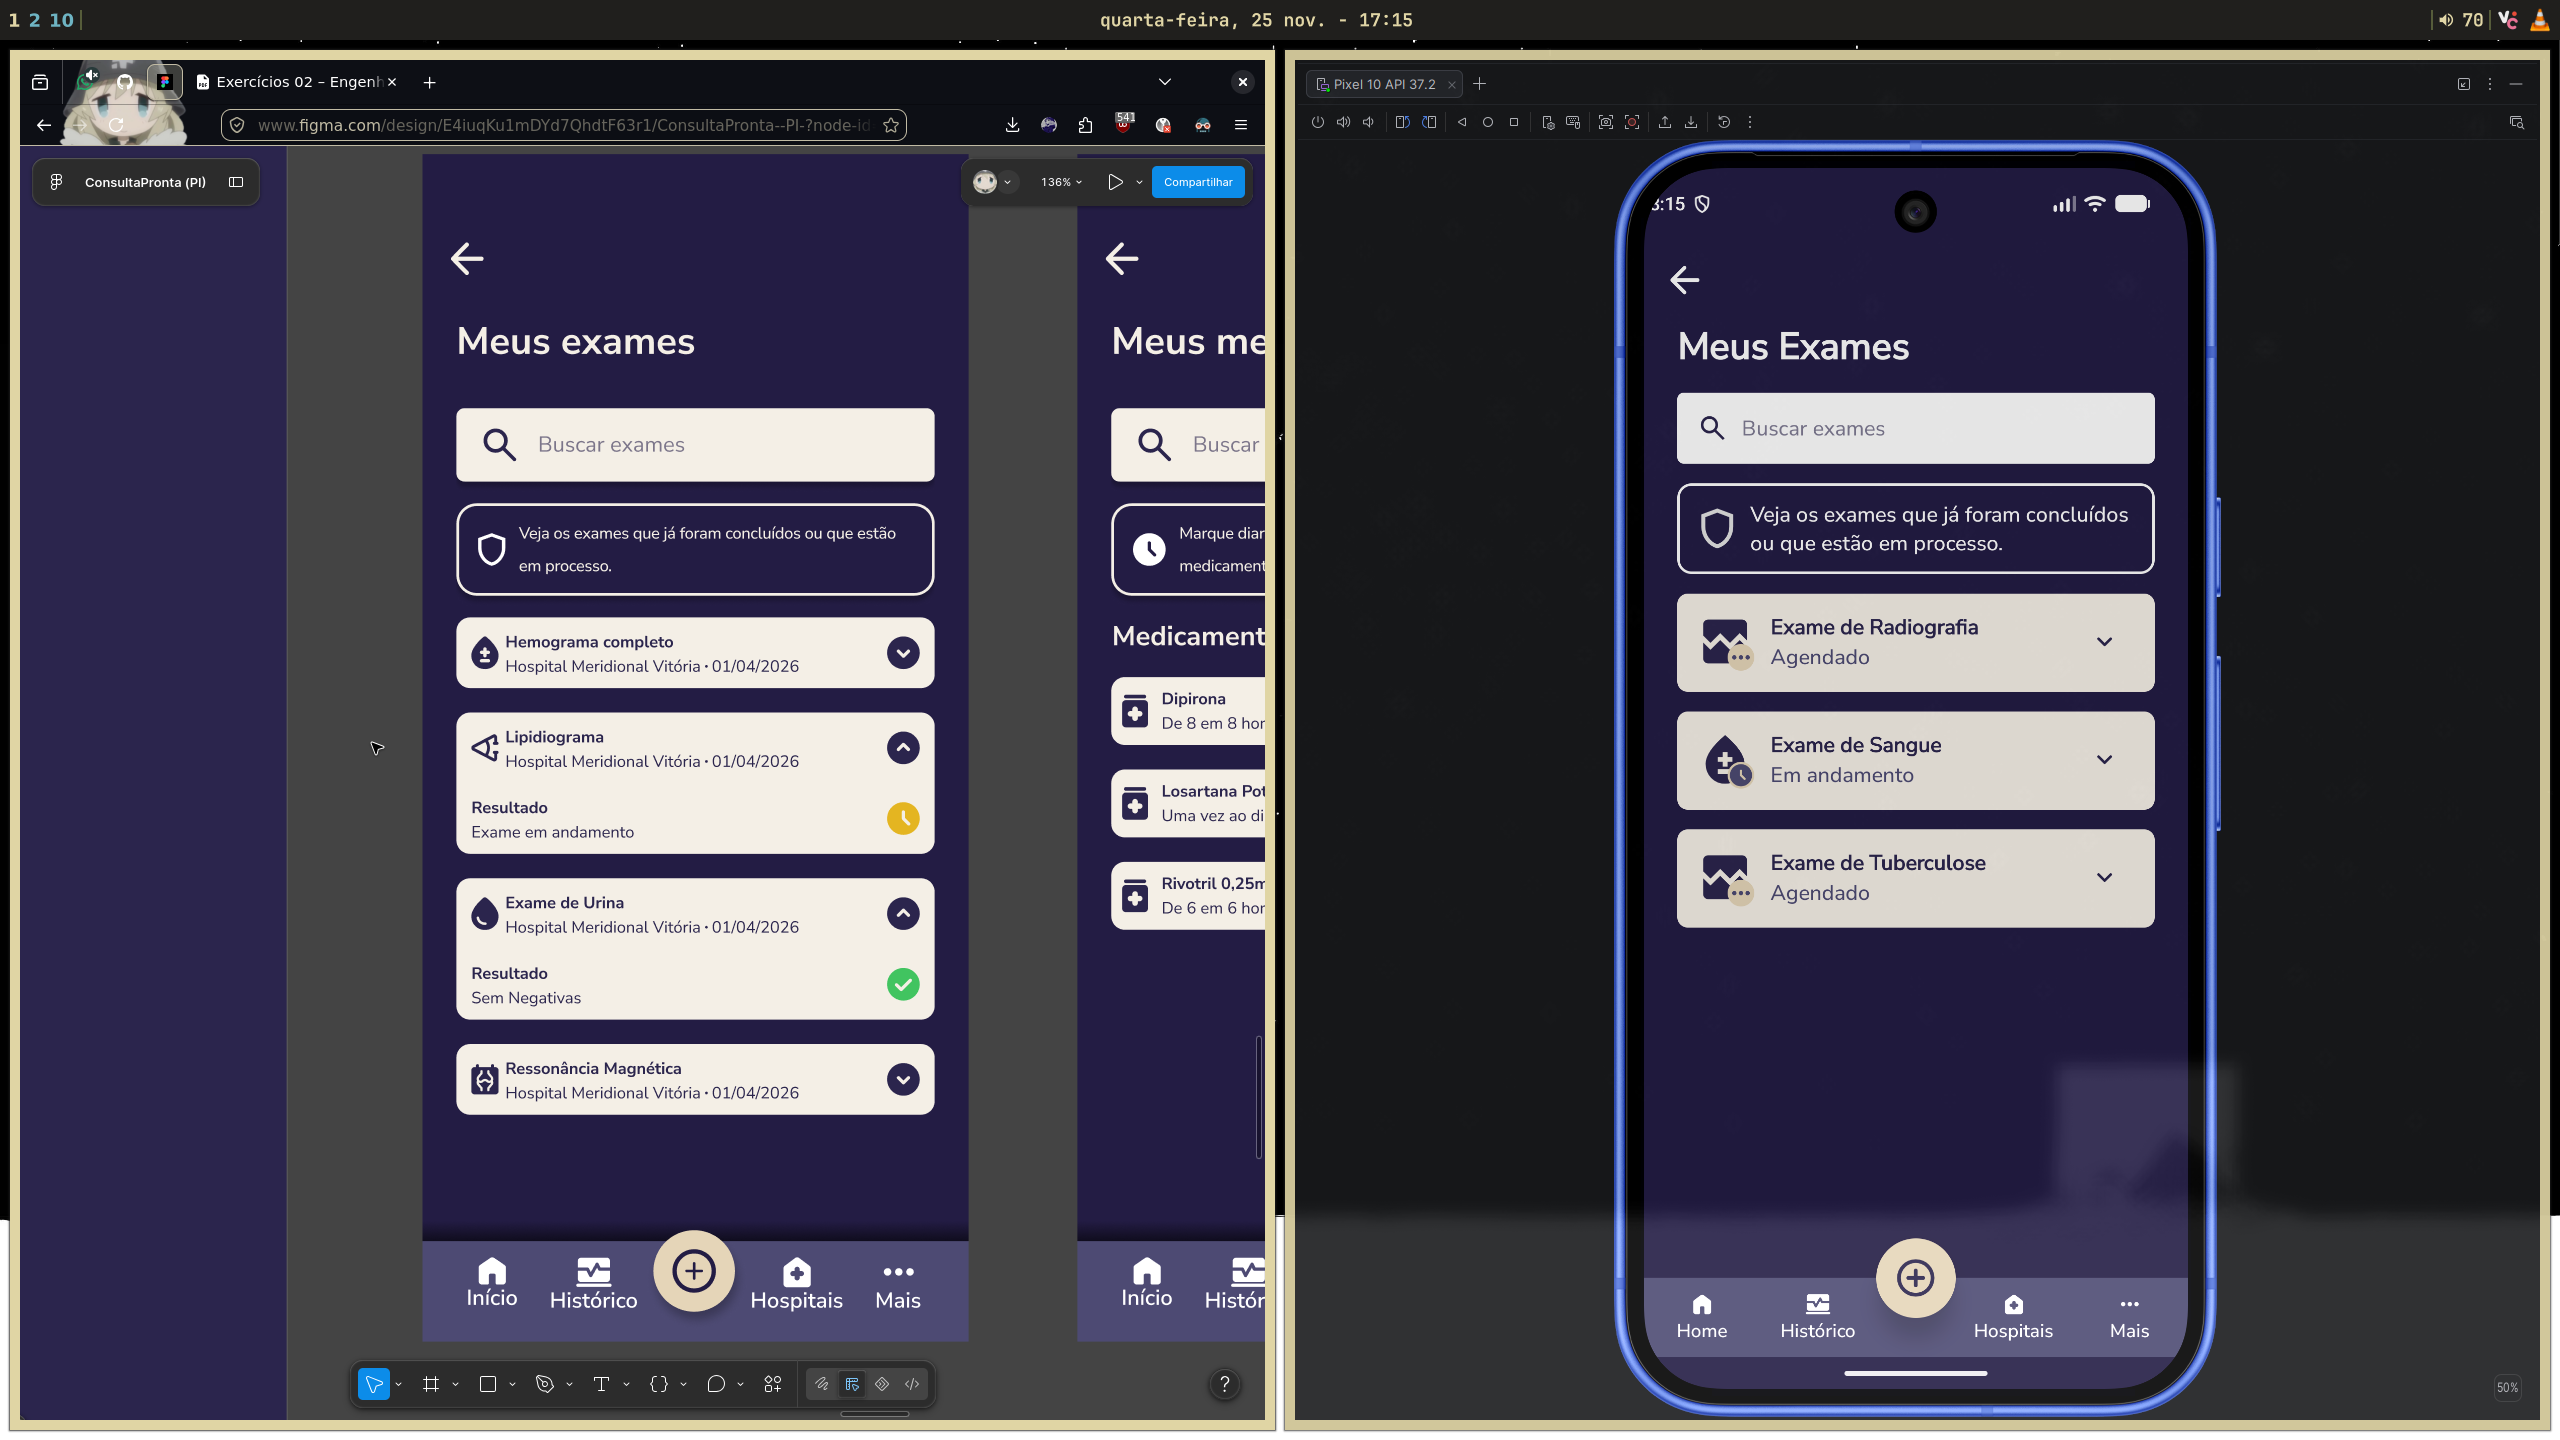 1 2 10
quarta-feira, 25 nov. - 17:15
70
Exercícios 02 – Engenh
www.figma.com/design/E4iuqKu1mDYd7QhdtF63r1/ConsultaPronta--PI-?node-id
541
ConsultaPronta (PI)
136%
Compartilhar
Meus exames
Buscar exames
Veja os exames que já foram concluídos ou que estão
em processo.
Hemograma completo
Hospital Meridional Vitória · 01/04/2026
Lipidiograma
Hospital Meridional Vitória · 01/04/2026
Resultado
Exame em andamento
Exame de Urina
Hospital Meridional Vitória · 01/04/2026
Resultado
Sem Negativas
Ressonância Magnética
Hospital Meridional Vitória · 01/04/2026
Início
Histórico
Hospitais
Mais
Meus me
Buscar
Marque diar
medicament
Medicament
Dipirona
De 8 em 8 hor
Losartana Pot
Uma vez ao di
Rivotril 0,25m
De 6 em 6 hor
Início
Histór
?
Pixel 10 API 37.2
:15
Meus Exames
Buscar exames
Veja os exames que já foram concluídos
ou que estão em processo.
Exame de Radiografia
Agendado
Exame de Sangue
Em andamento
Exame de Tuberculose
Agendado
Home
Histórico
Hospitais
Mais
50%